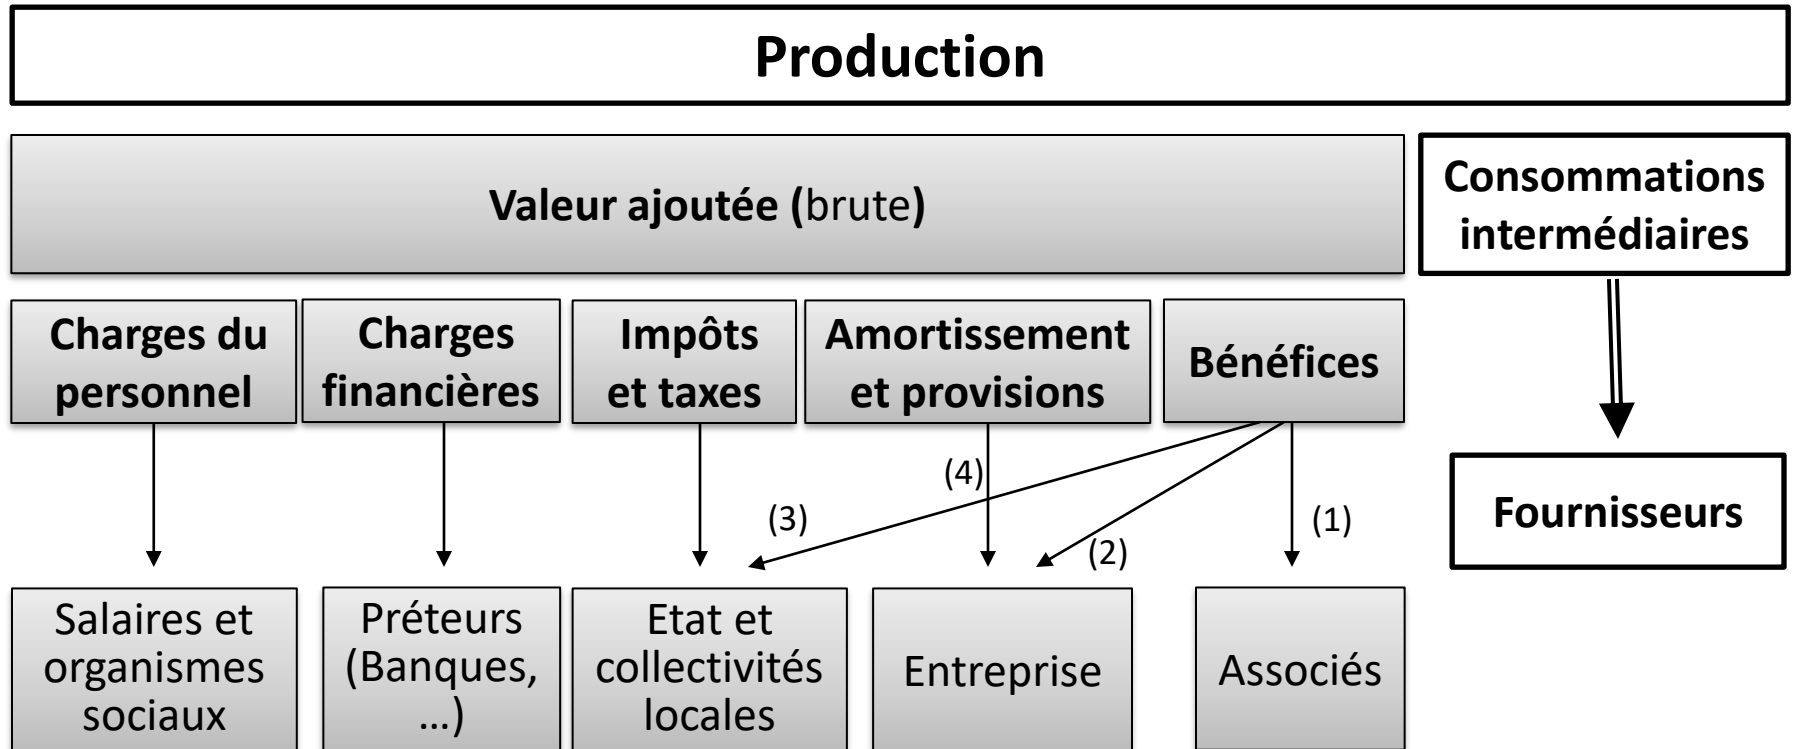 Production
Valeur ajoutée (brute)
Consommations
intermédiaires
Charges du
personnel
Charges
financières
Impôts
et taxes
Amortissement
et provisions
Bénéfices
(4)
(3)
(2)
(1)
Fournisseurs
Salaires et
organismes
sociaux
Préteurs
(Banques,
...)
Etat et
collectivités
locales
Entreprise
Associés